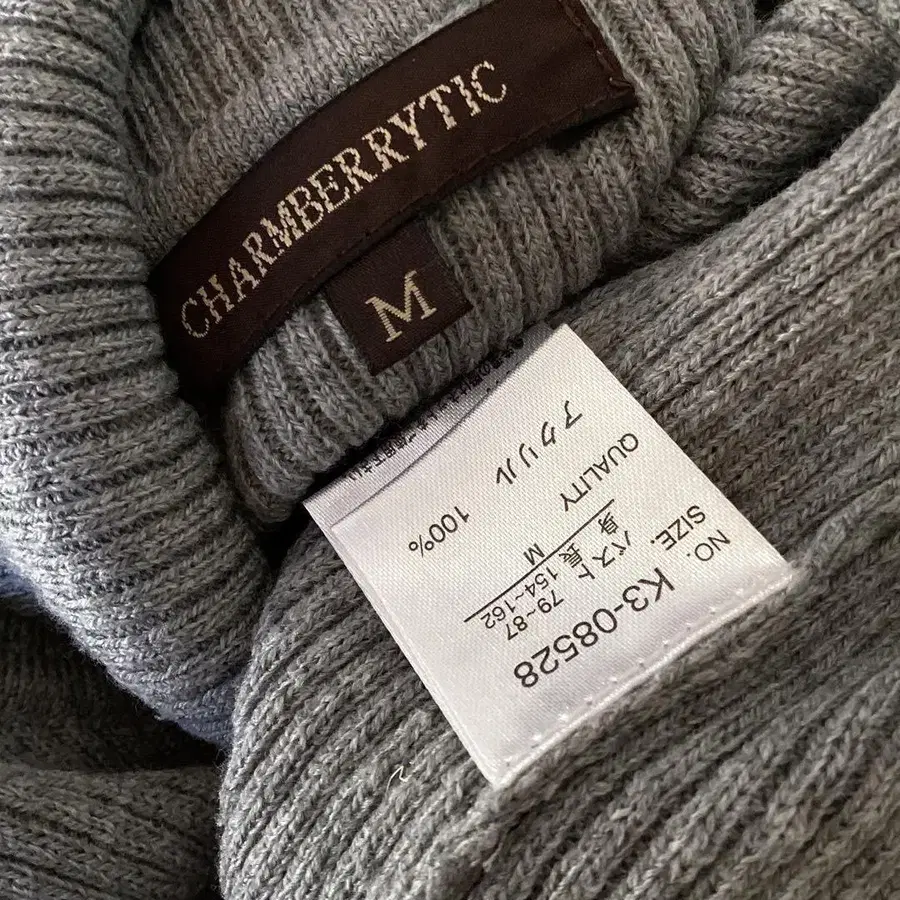 CHARMBERRYTIC
M
NO. K3-08528
SIZE.
バスト 79~87
身長 154~162
M
QUALITY
アクリル 100%